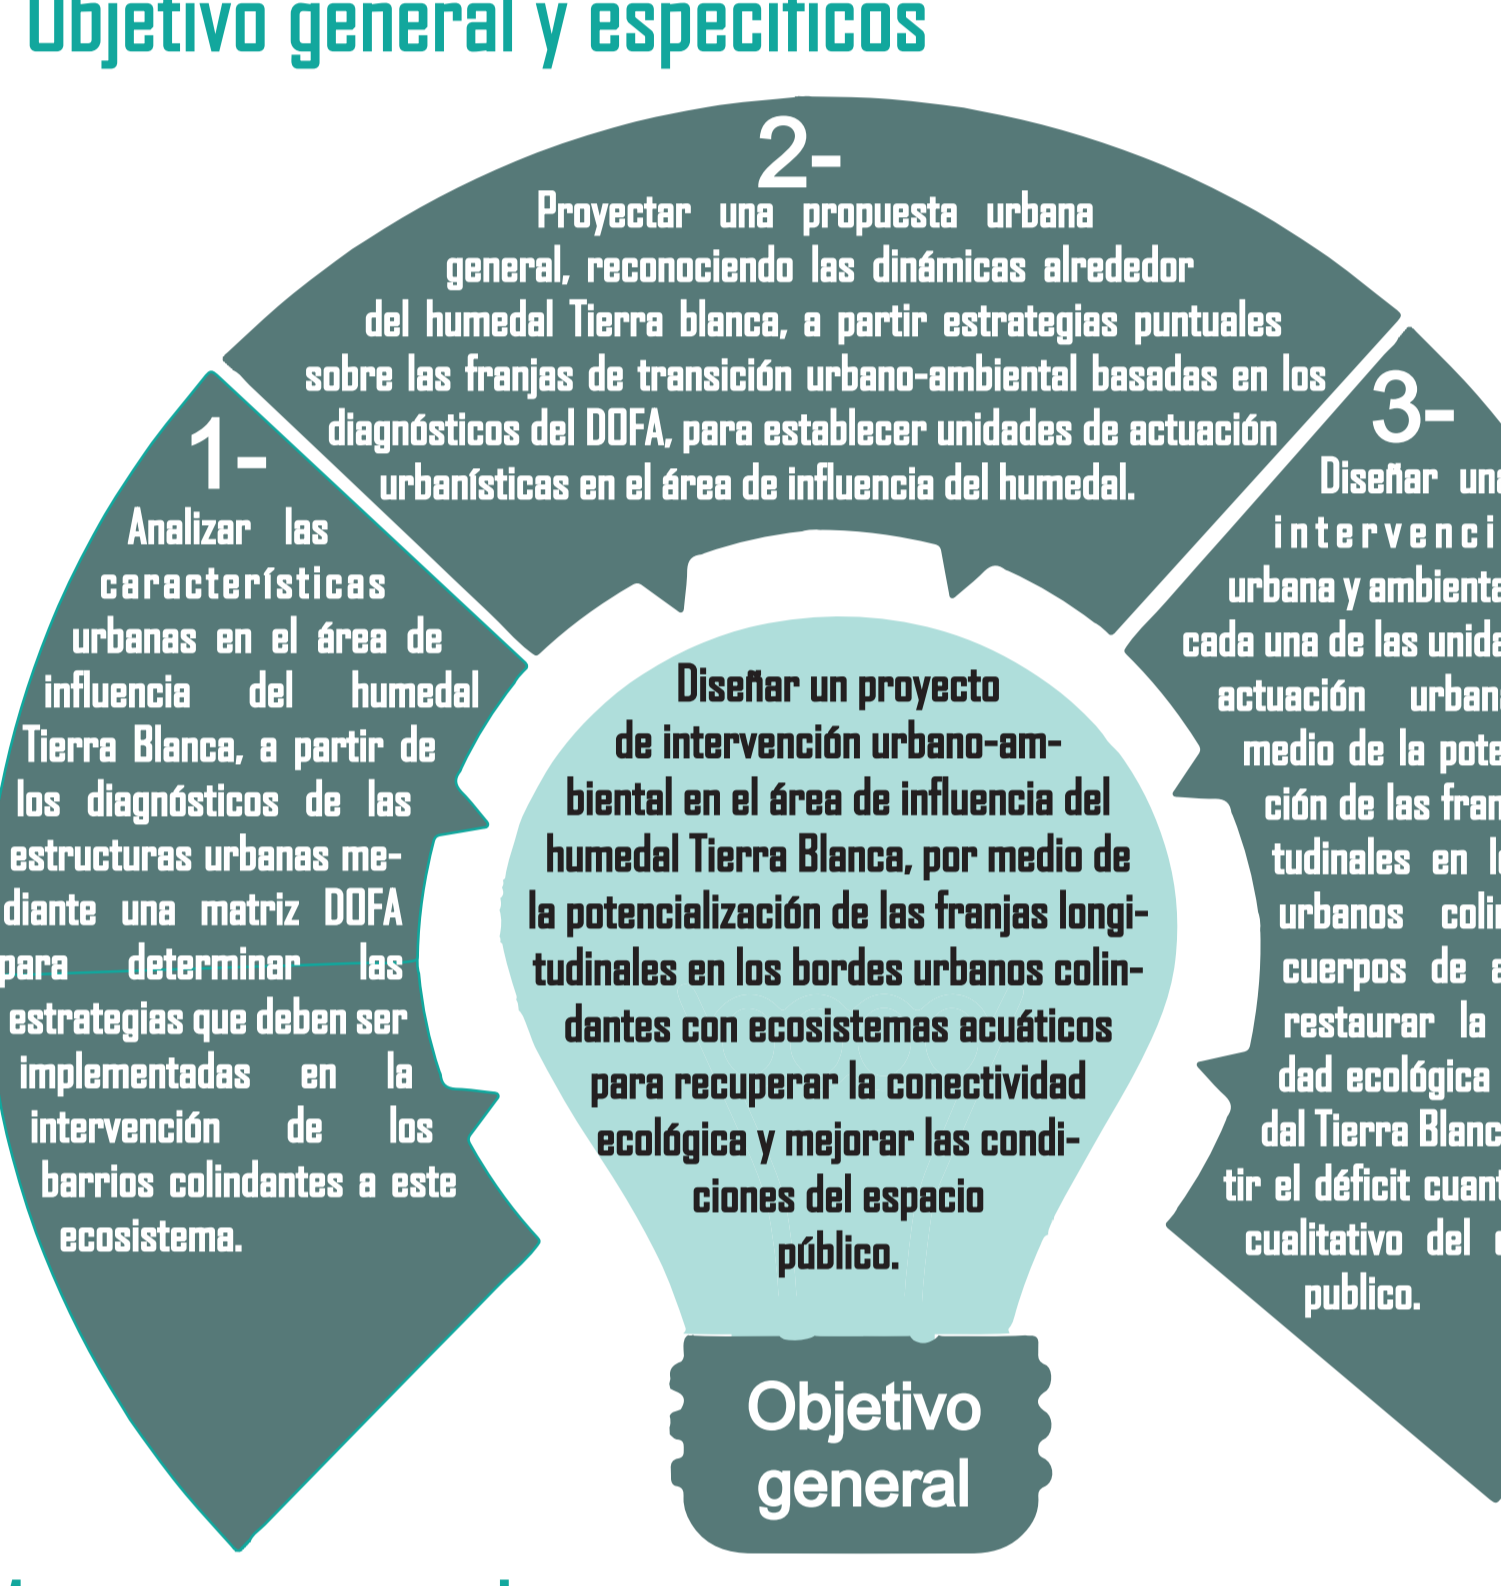 Objetivo general y específicos
2-
Proyectar una propuesta urbana
general, reconociendo las dinámicas alrededor
del humedal Tierra blanca, a partir estrategias puntuales
sobre las franjas de transición urbano-ambiental basadas en los
diagnósticos del DOFA, para establecer unidades de actuación
urbanísticas en el área de influencia del humedal.
1-
Analizar las
características
urbanas en el área de
influencia del humedal
Tierra Blanca, a partir de
los diagnósticos de las
estructuras urbanas me-
diante una matriz DOFA
para determinar las
estrategias que deben ser
implementadas en la
intervención de los
barrios colindantes a este
ecosistema.
Diseñar un proyecto
de intervención urbano-am-
biental en el área de influencia del
humedal Tierra Blanca, por medio de
la potencialización de las franjas longi-
tudinales en los bordes urbanos colin-
dantes con ecosistemas acuáticos
para recuperar la conectividad
ecológica y mejorar las condi-
ciones del espacio
público.
Objetivo
general
3-
Diseñar
urbana y
cada una de las
actuación
medio de la
ción de las
tudinales en
urbanos
cuerpos de
restaurar la
dad ecológica
dal Tierra
tir el déficit
cualitativo del
publico.